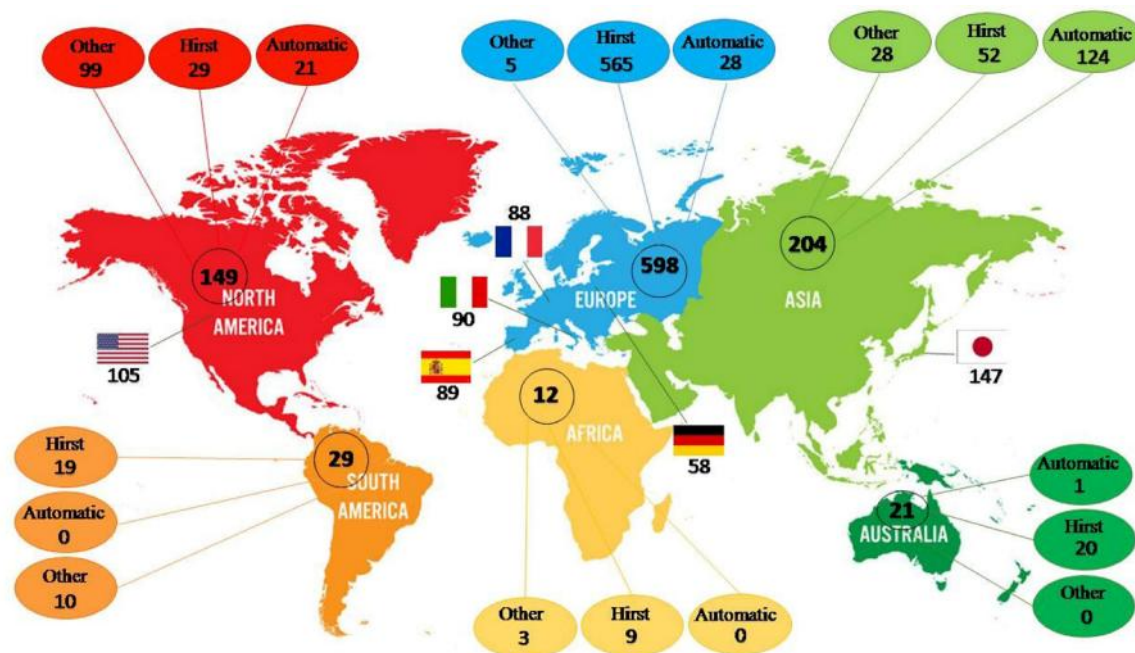 Other
99
Hirst
29
Automatic
21
Other
5
Hirst
565
Automatic
28
Other
28
Hirst
52
Automatic
124
149
NORTH
AMERICA
105
88
90
89
598
EUROPE
58
204
ASIA
147
12
AFRICA
Hirst
19
Automatic
0
Other
10
29
SOUTH
AMERICA
Other
3
Hirst
9
Automatic
0
21
AUSTRALIA
Automatic
1
Hirst
20
Other
0